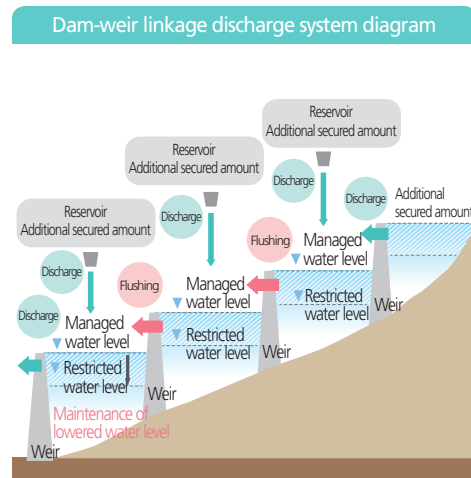 Dam-weir linkage discharge system diagram
Reservoir
Additional secured amount
Reservoir
Additional secured amount
Discharge
Discharge
Additional
secured amount
Reservoir
Additional secured amount
Discharge
Flushing
Managed
water level
Discharge
Flushing
Managed
water level
Restricted
water level
Weir
Discharge
Managed
water level
Restricted
water level
Weir
Restricted
water level
Weir
Maintenance of
lowered water level
Weir